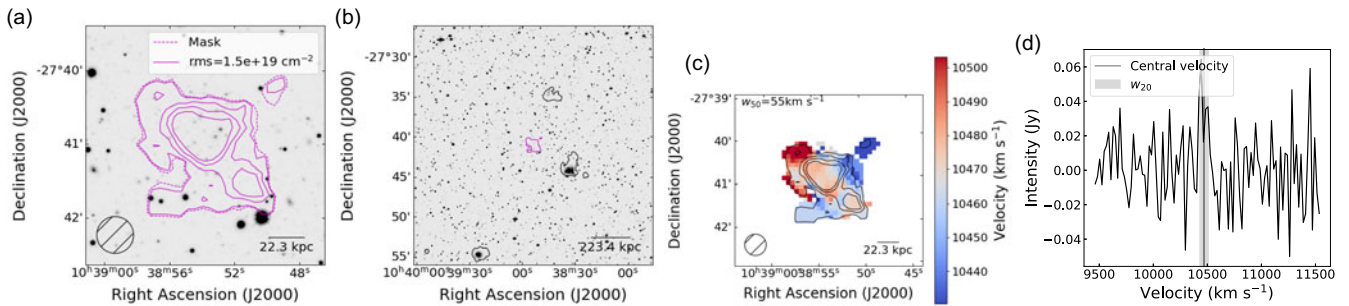 (a)
Mask
rms=1.5e+19 cm⁻²
-27°40'
41'
42'
22.3 kpc
10ʰ39ᵐ00ˢ 38ᵐ56ˢ 52ˢ 48ˢ
Right Ascension (J2000)
Declination (J2000)
(b)
-27°30'
35'
40'
45'
50'
55'
223.4 kpc
10ʰ40ᵐ00ˢ 39ᵐ30ˢ 00ˢ 38ᵐ30ˢ 00ˢ
Right Ascension (J2000)
Declination (J2000)
(c)
w₅₀=55km s⁻¹
-27°39'
40'
41'
42'
22.3 kpc
10ʰ39ᵐ00ˢ 38ᵐ55ˢ 50ˢ 45ˢ
Right Ascension (J2000)
Declination (J2000)
10500
10490
10480
10470
10460
10450
10440
Velocity (km s⁻¹)
(d)
Central velocity
w₂₀
0.06
0.04
0.02
0.00
−0.02
−0.04
Intensity (Jy)
9500 10000 10500 11000 11500
Velocity (km s⁻¹)